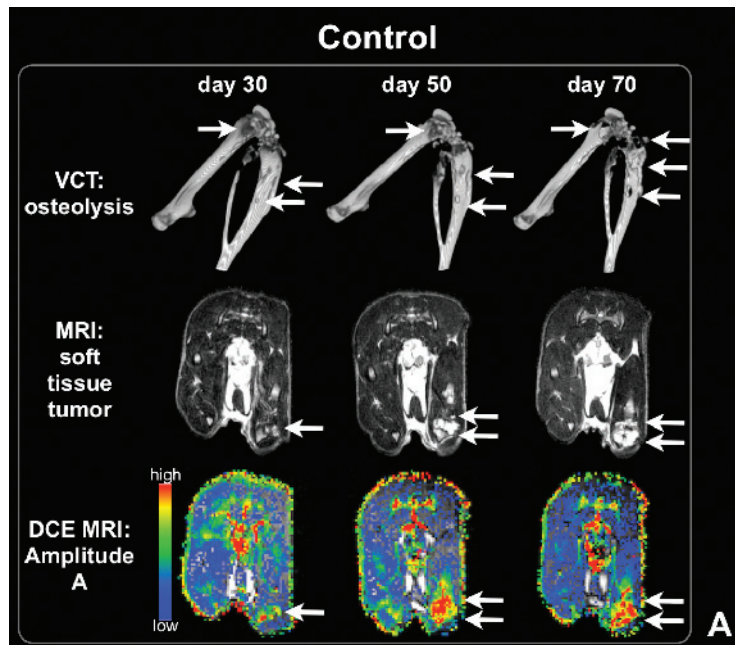 Control
day 30 day 50 day 70
VCT:
osteolysis
MRI:
soft
tissue
tumor
high
DCE MRI:
Amplitude
A
low
A